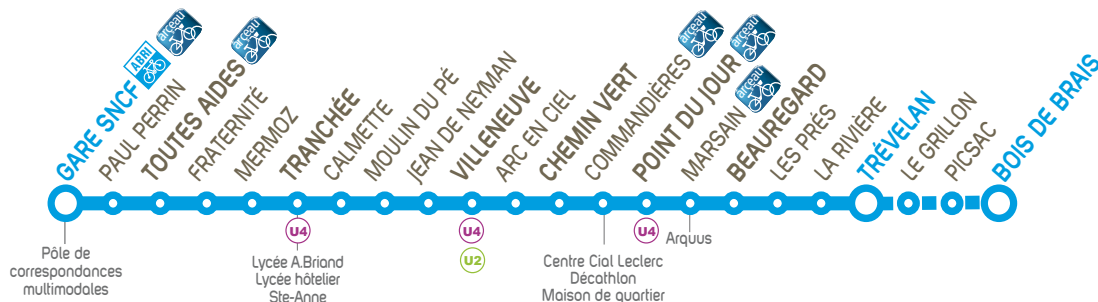 GARE SNCF
ABRI
arceau
PAUL PERRIN
TOUTES AIDES
arceau
FRATERNITÉ
MERMOZ
TRANCHÉE
CALMETTE
MOULIN DU PÉ
JEAN DE NEYMAN
VILLENEUVE
ARC EN CIEL
CHEMIN VERT
COMMANDIÈRES
arceau
POINT DU JOUR
arceau
MARSAIN
arceau
BEAUREGARD
LES PRÉS
LA RIVIÈRE
TRÉVELAN
LE GRILLON
PICSAC
BOIS DE BRAIS
Pôle de
correspondances
multimodales
U4
Lycée A.Briand
Lycée hôtelier
Ste-Anne
U4
U2
Centre Cial Leclerc
Décathlon
Maison de quartier
U4
Arquus